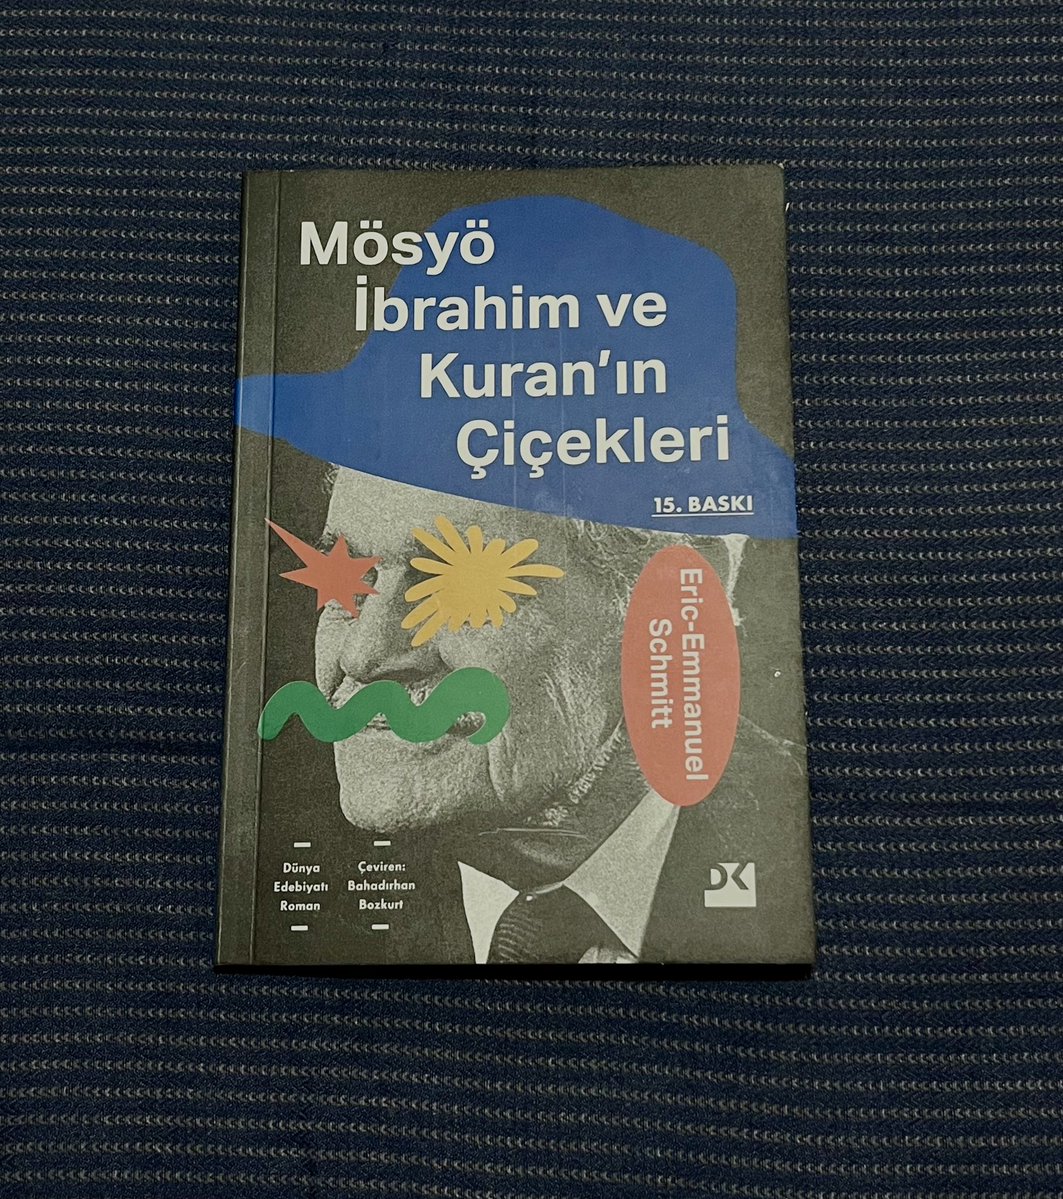 Mösyö
İbrahim ve
Kuran'ın
Çiçekleri
15. BASKI
Eric-Emmanuel
Schmitt
Dünya
Edebiyatı
Roman
Çeviren:
Bahadırhan
Bozkurt
DK